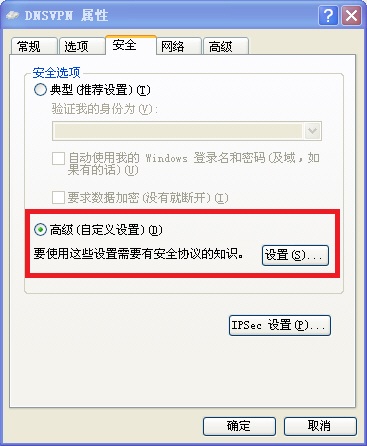 DNSVPN 属性
常规 选项 安全 网络 高级
安全选项
典型(推荐设置)(T)
验证我的身份为(V):
自动使用我的 Windows 登录名和密码(及域，如
果有的话)(U)
要求数据加密(没有就断开)(I)
高级(自定义设置)(D)
要使用这些设置需要有安全协议的知识。 设置(S)...
IPSec 设置(P)...
确定 取消